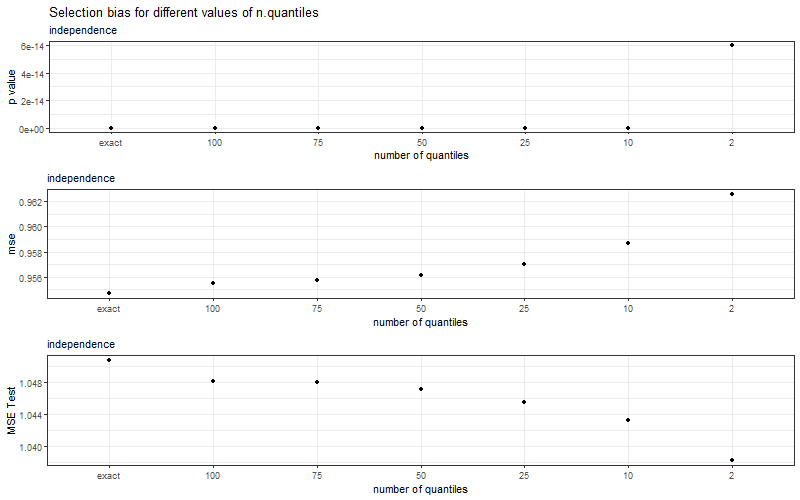 Selection bias for different values of n.quantiles
independence
6e-14
4e-14
2e-14
0e+00
p value
exact 100 75 50 25 10 2
number of quantiles
independence
0.962
0.960
0.958
0.956
mse
exact 100 75 50 25 10 2
number of quantiles
independence
1.048
1.044
1.040
MSE Test
exact 100 75 50 25 10 2
number of quantiles